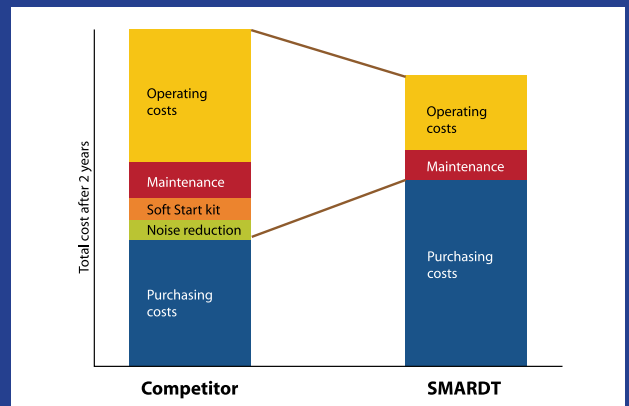 Total cost after 2 years
Operating
costs
Maintenance
Soft Start kit
Noise reduction
Purchasing
costs
Competitor
Operating
costs
Maintenance
Purchasing
costs
SMARDT